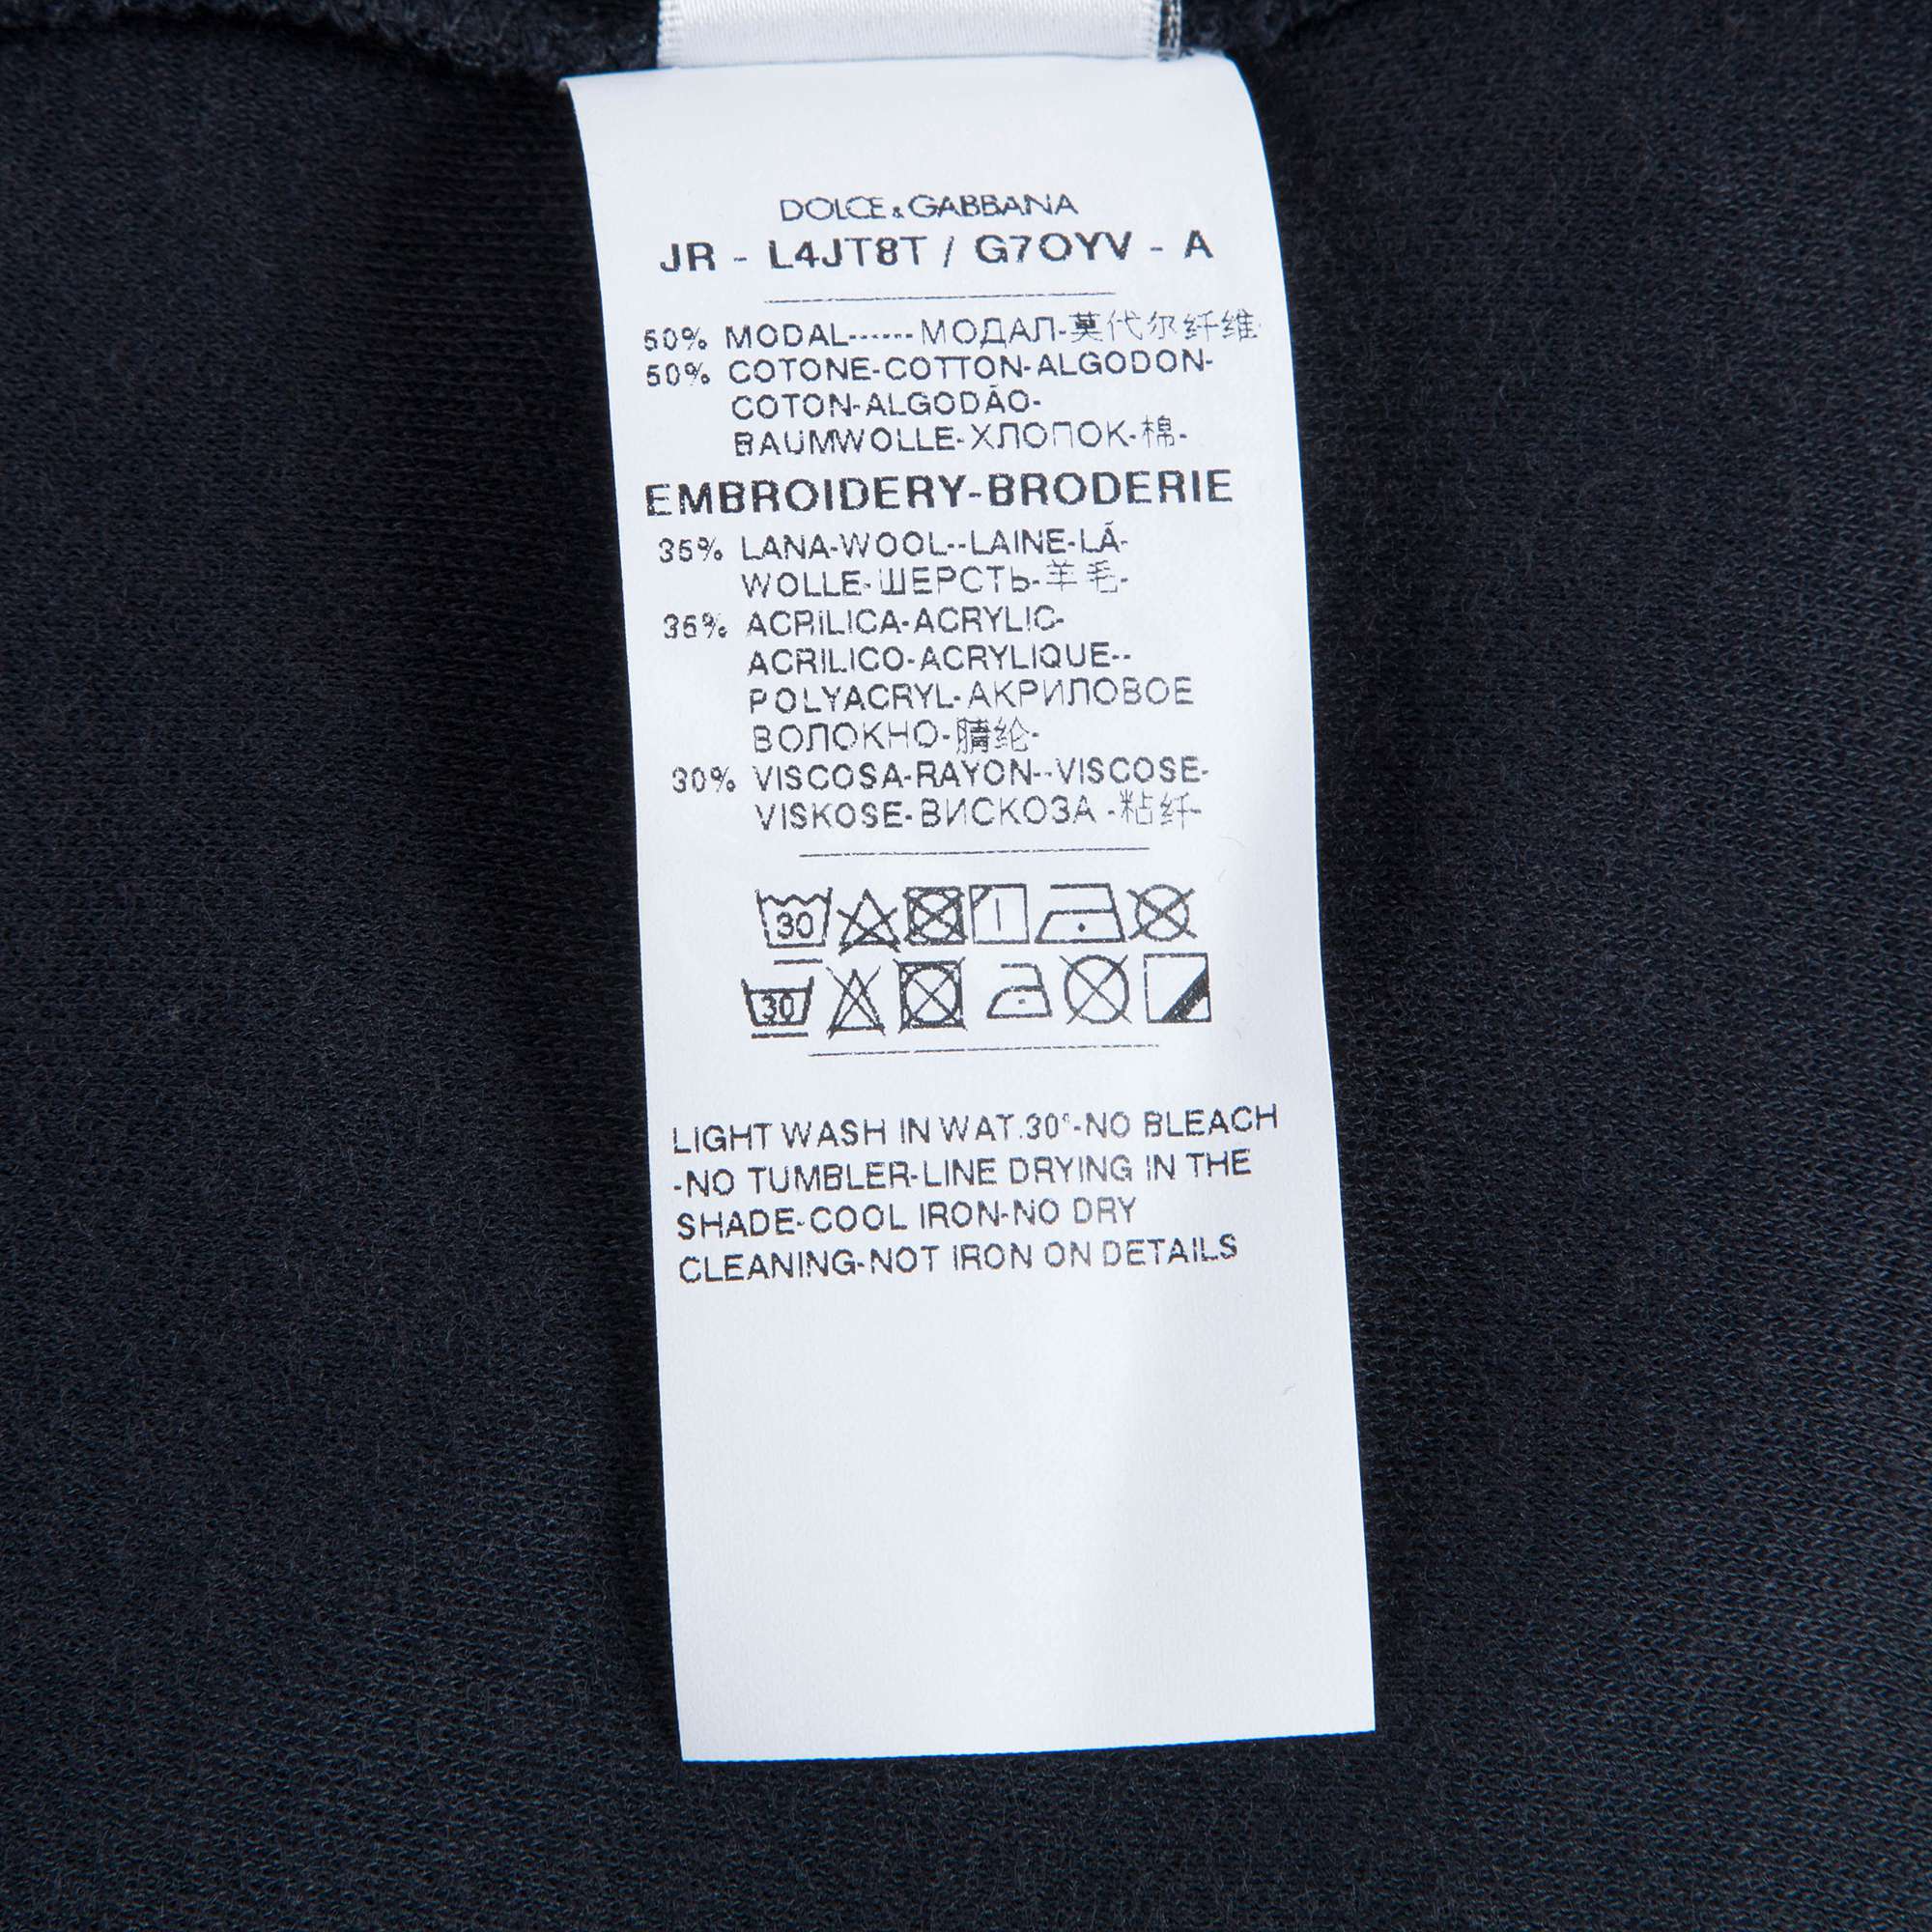 DOLCE & GABBANA
JR - L4JT8T / G7OYV - A
50% MODAL------МОДАЛ-莫代尔纤维-
50% COTONE-COTTON-ALGODON-
COTON-ALGODÃO-
BAUMWOLLE-ХЛОПОК-棉-
EMBROIDERY-BRODERIE
35% LANA-WOOL--LAINE-LÃ-
WOLLE-ШЕРСТЬ-羊毛-
35% ACRILICA-ACRYLIC-
ACRILICO-ACRYLIQUE--
POLYACRYL-АКРИЛОВОЕ
ВОЛОКНО-腈纶-
30% VISCOSA-RAYON--VISCOSE-
VISKOSE-ВИСКОЗА -粘纤-
30
30
LIGHT WASH IN WAT.30°-NO BLEACH
-NO TUMBLER-LINE DRYING IN THE
SHADE-COOL IRON-NO DRY
CLEANING-NOT IRON ON DETAILS